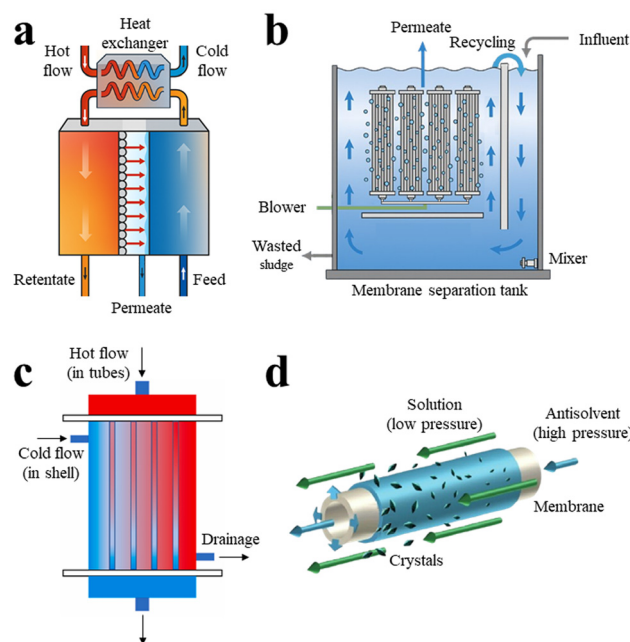 a
Heat
exchanger
Hot
flow
Cold
flow
Retentate
Permeate
Feed
b
Permeate
Recycling
Influent
Blower
Wasted
sludge
Mixer
Membrane separation tank
c
Hot flow
(in tubes)
Cold flow
(in shell)
Drainage
d
Solution
(low pressure)
Antisolvent
(high pressure)
Membrane
Crystals